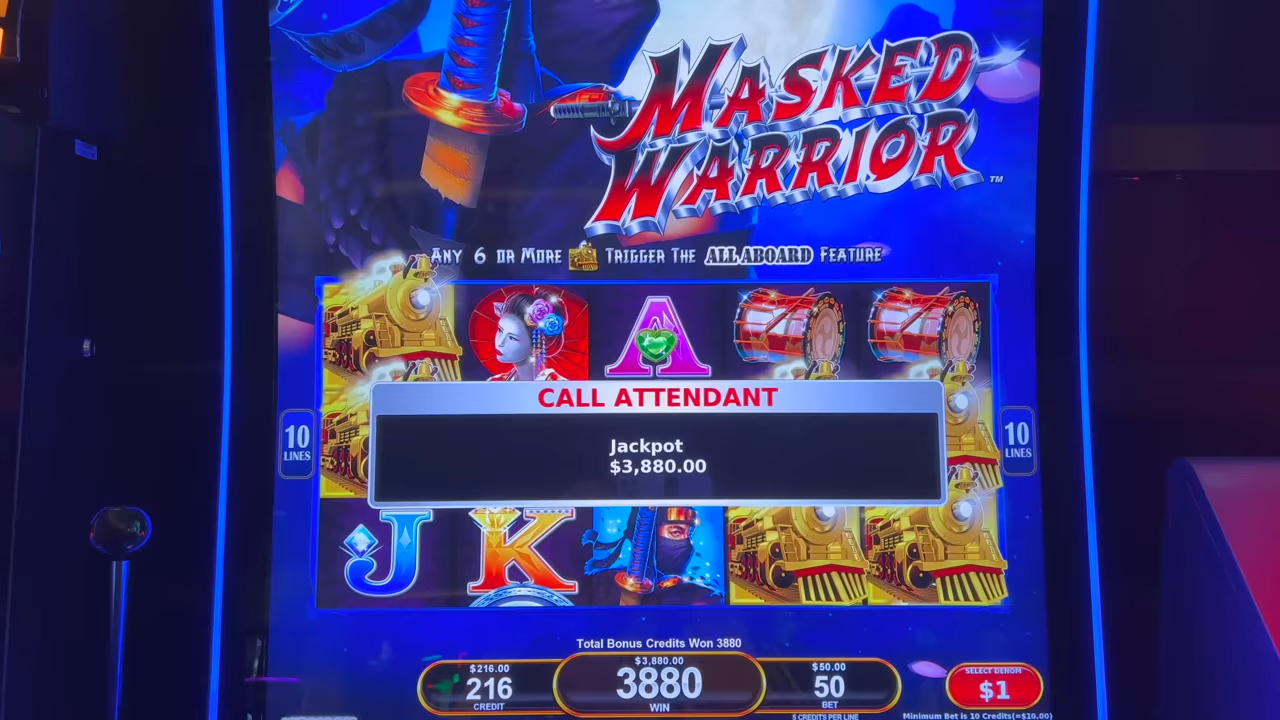 MASKED
WARRIOR™
ANY 6 OR MORE TRIGGER THE ALL ABOARD FEATURE
A
CALL ATTENDANT
10
LINES
Jackpot
$3,880.00
10
LINES
J K
Total Bonus Credits Won 3880
$216.00
216
CREDIT
$3,880.00
3880
WIN
$50.00
50
BET
5 CREDITS PER LINE
SELECT DENOM
$1
Minimum Bet is 10 Credits(=$10.00)